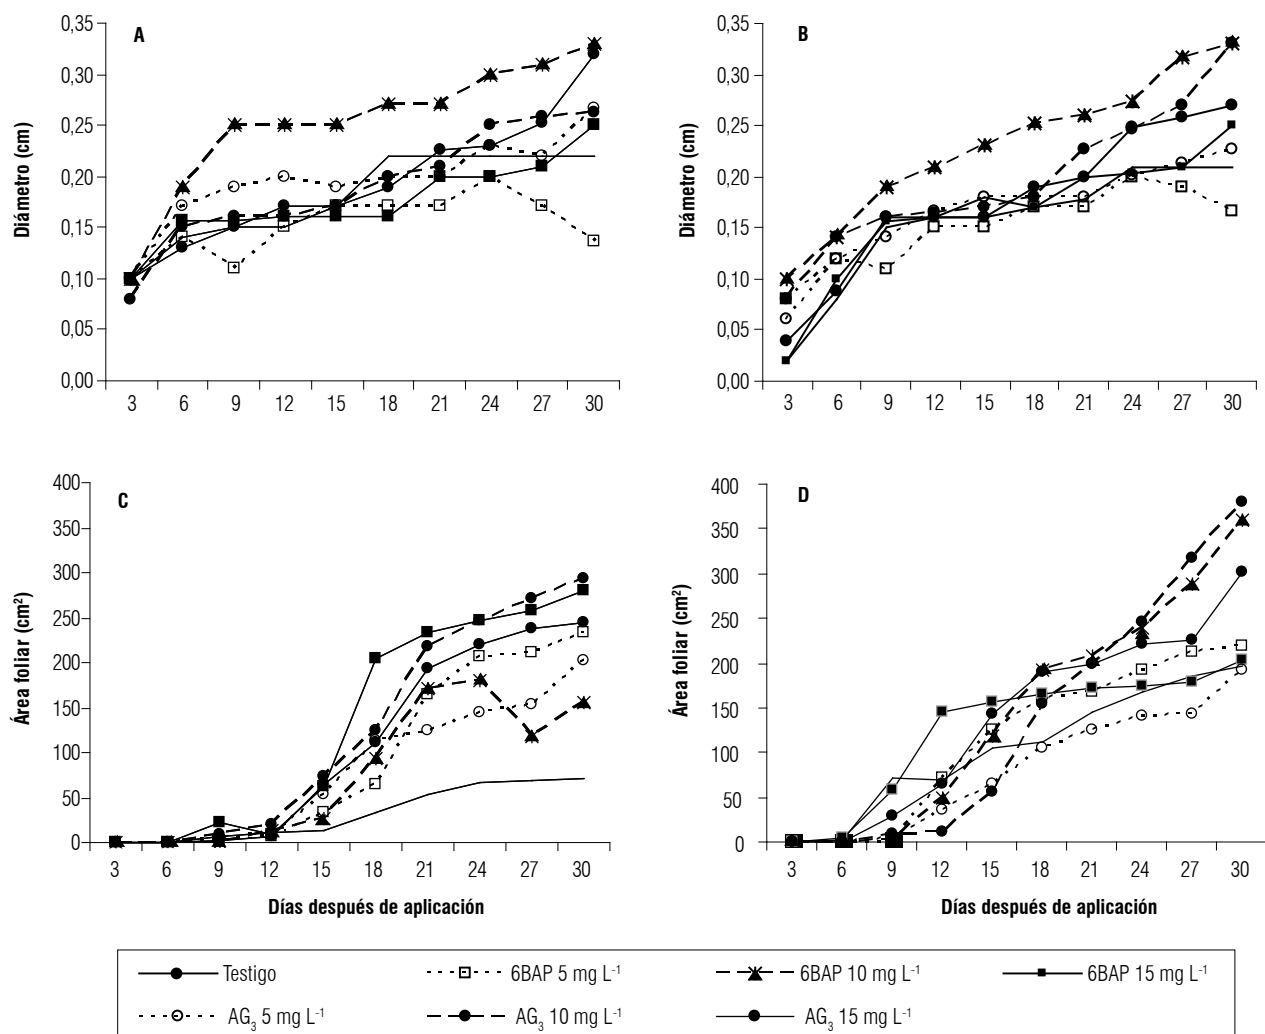 A
Diámetro (cm)
0,35
0,30
0,25
0,20
0,15
0,10
0,05
0,00
3 6 9 12 15 18 21 24 27 30
B
Diámetro (cm)
0,35
0,30
0,25
0,20
0,15
0,10
0,05
0,00
3 6 9 12 15 18 21 24 27 30
C
Área foliar (cm²)
400
350
300
250
200
150
100
50
0
3 6 9 12 15 18 21 24 27 30
Días después de aplicación
D
Área foliar (cm²)
400
350
300
250
200
150
100
50
0
3 6 9 12 15 18 21 24 27 30
Días después de aplicación
Testigo 6BAP 5 mg L⁻¹ 6BAP 10 mg L⁻¹ 6BAP 15 mg L⁻¹
AG₃ 5 mg L⁻¹ AG₃ 10 mg L⁻¹ AG₃ 15 mg L⁻¹